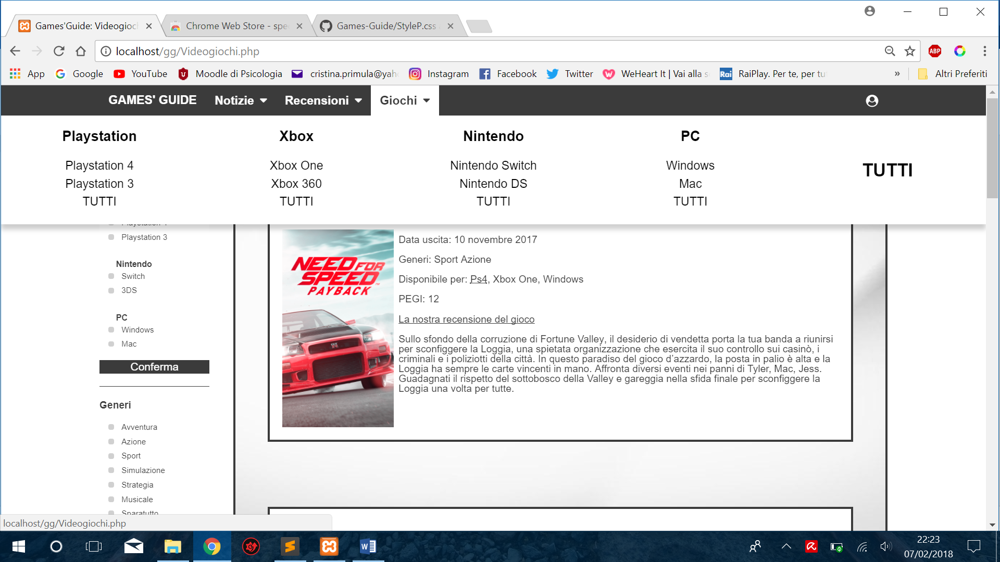 Games'Guide: Videogioc
Chrome Web Store - spe
Games-Guide/StyleP.css
localhost/gg/Videogiochi.php
ABP
App
Google
YouTube
Moodle di Psicologia
cristina.primula@yah
Instagram
Facebook
Twitter
WeHeart It | Vai alla s
Rai
RaiPlay. Per te, per tu
»
Altri Preferiti
GAMES' GUIDE
Notizie
Recensioni
Giochi
Playstation
Playstation 4
Playstation 3
TUTTI
Xbox
Xbox One
Xbox 360
TUTTI
Nintendo
Nintendo Switch
Nintendo DS
TUTTI
PC
Windows
Mac
TUTTI
TUTTI
Playstation 3
Nintendo
Switch
3DS
PC
Windows
Mac
Conferma
Generi
Avventura
Azione
Sport
Simulazione
Strategia
Musicale
Sparatutto
NEED FOR
SPEED
PAYBACK
Data uscita: 10 novembre 2017
Generi: Sport Azione
Disponibile per: Ps4, Xbox One, Windows
PEGI: 12
La nostra recensione del gioco
Sullo sfondo della corruzione di Fortune Valley, il desiderio di vendetta porta la tua banda a riunirsi
per sconfiggere la Loggia, una spietata organizzazione che esercita il suo controllo sui casinò, i
criminali e i poliziotti della città. In questo paradiso del gioco d'azzardo, la posta in palio è alta e la
Loggia ha sempre le carte vincenti in mano. Affronta diversi eventi nei panni di Tyler, Mac, Jess.
Guadagnati il rispetto del sottobosco della Valley e gareggia nella sfida finale per sconfiggere la
Loggia una volta per tutte.
localhost/gg/Videogiochi.php
22:23
07/02/2018